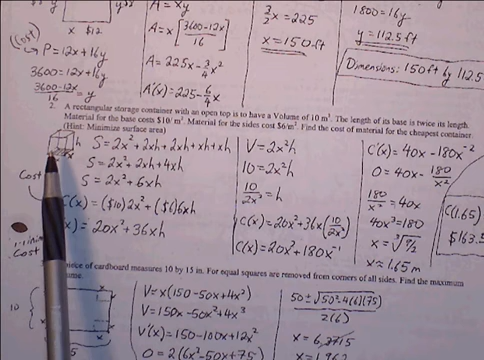 x $12
A = xy
3/2 x = 225
1800 = 16y
(Cost)
P = 12x + 16y
A = x[3600-12x / 16]
x = 150 ft
y = 112.5 ft
3600 = 12x + 16y
A = 225x - 3/4 x²
3600-12x / 16 = y
A'(x) = 225 - 6/4 x
Dimensions: 150ft by 112.5
2. A rectangular storage container with an open top is to have a Volume of 10 m³. The length of its base is twice its length.
Material for the base costs $10/ m². Material for the sides cost $6/m². Find the cost of material for the cheapest container.
(Hint: Minimize surface area)
h
S = 2x² + 2xh + 2xh + xh + xh
V = 2x²h
C'(x) = 40x - 180x⁻²
S = 2x² + 2xh + 4xh
10 = 2x²h
0 = 40x - 180/x²
Cost
S = 2x² + 6xh
10/2x² = h
180/x² = 40x
C(x) = ($10)2x² + ($6)6xh
C(x) = 20x² + 36x(10/2x²)
40x³ = 180
C(1.65)
(x) = 20x² + 36xh
C(x) = 20x² + 180x⁻¹
x = ³√9/2
$163.5
Cost
x ≈ 1.65 m
piece of cardboard measures 10 by 15 in. For equal squares are removed from corners of all sides. Find the maximum
10
x
V = x(150 - 50x + 4x²)
50 ± √50² - 4(6)(75) / 2(6)
V = 150x - 50x² + 4x³
V'(x) = 150 - 100x + 12x²
0 = 2(6x² - 50x + 75)